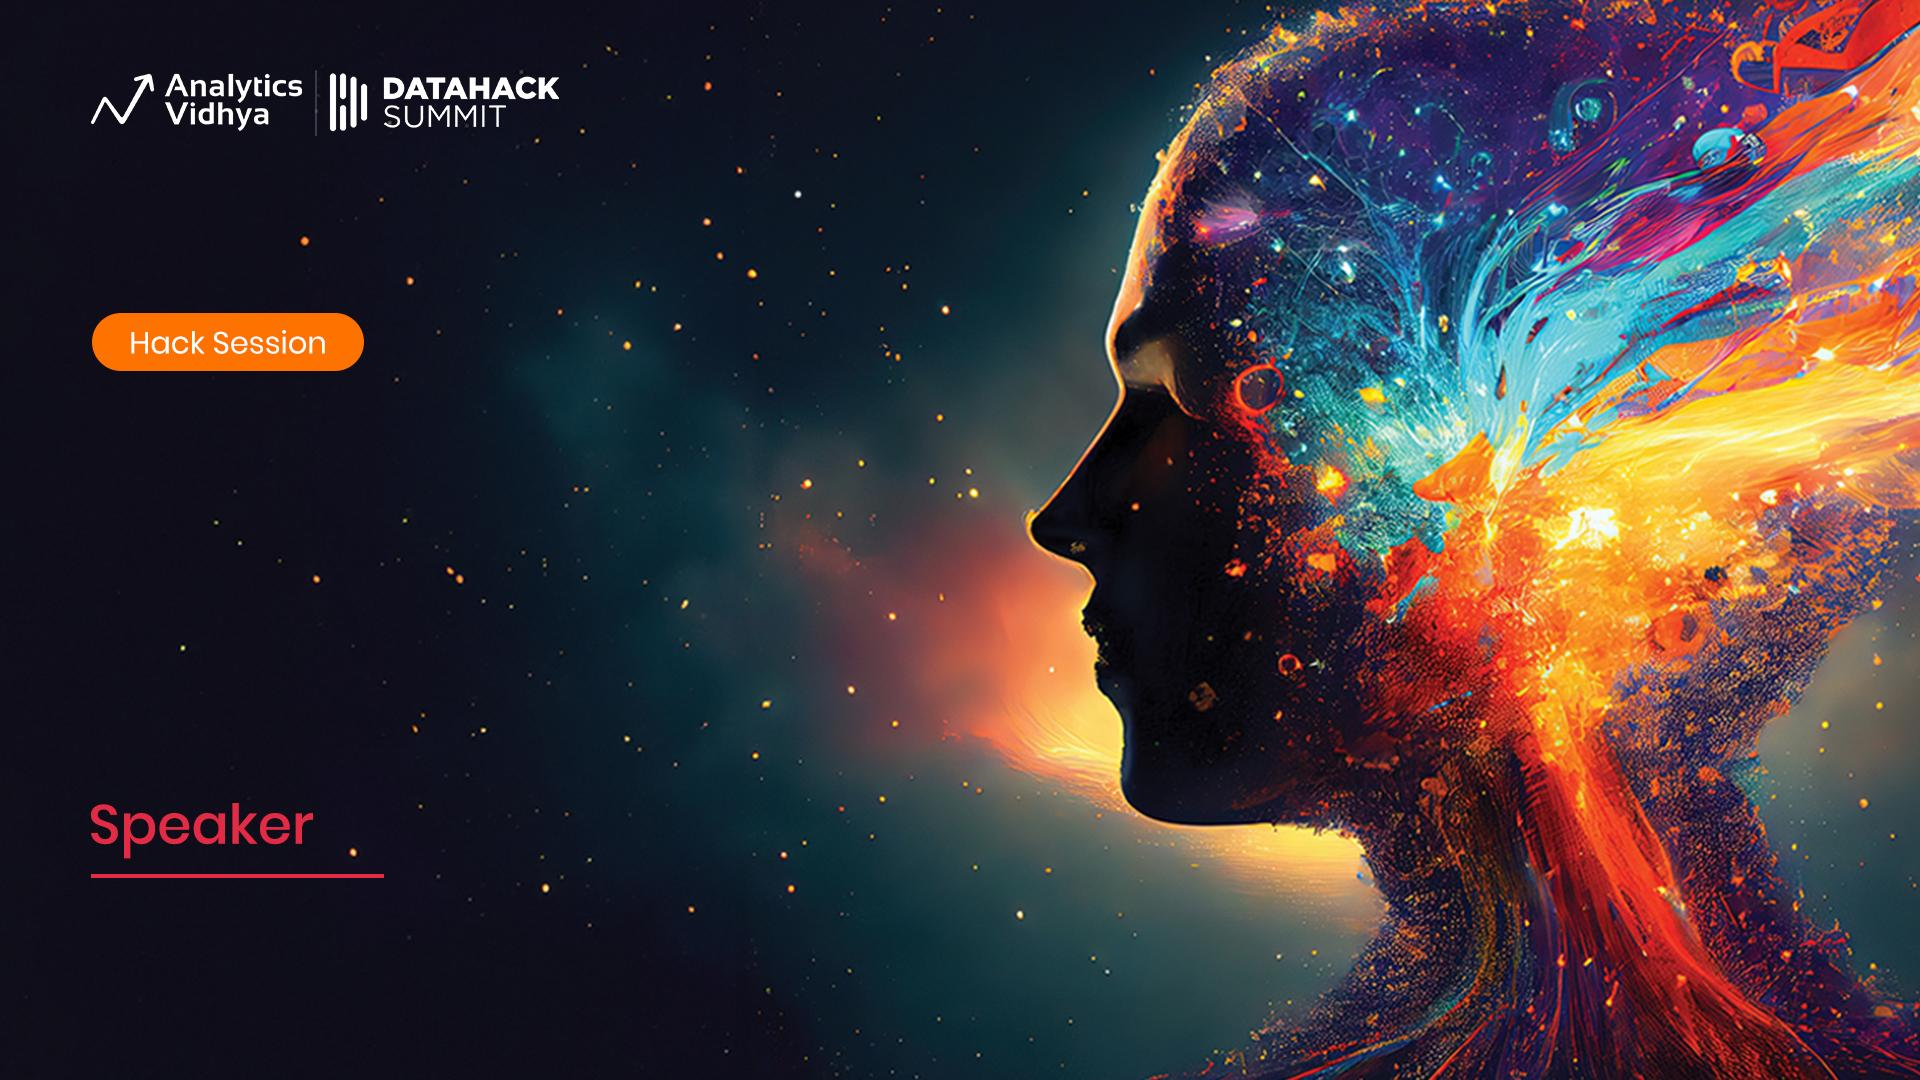 Analytics
Vidhya
DATAHACK
SUMMIT
Hack Session
Speaker